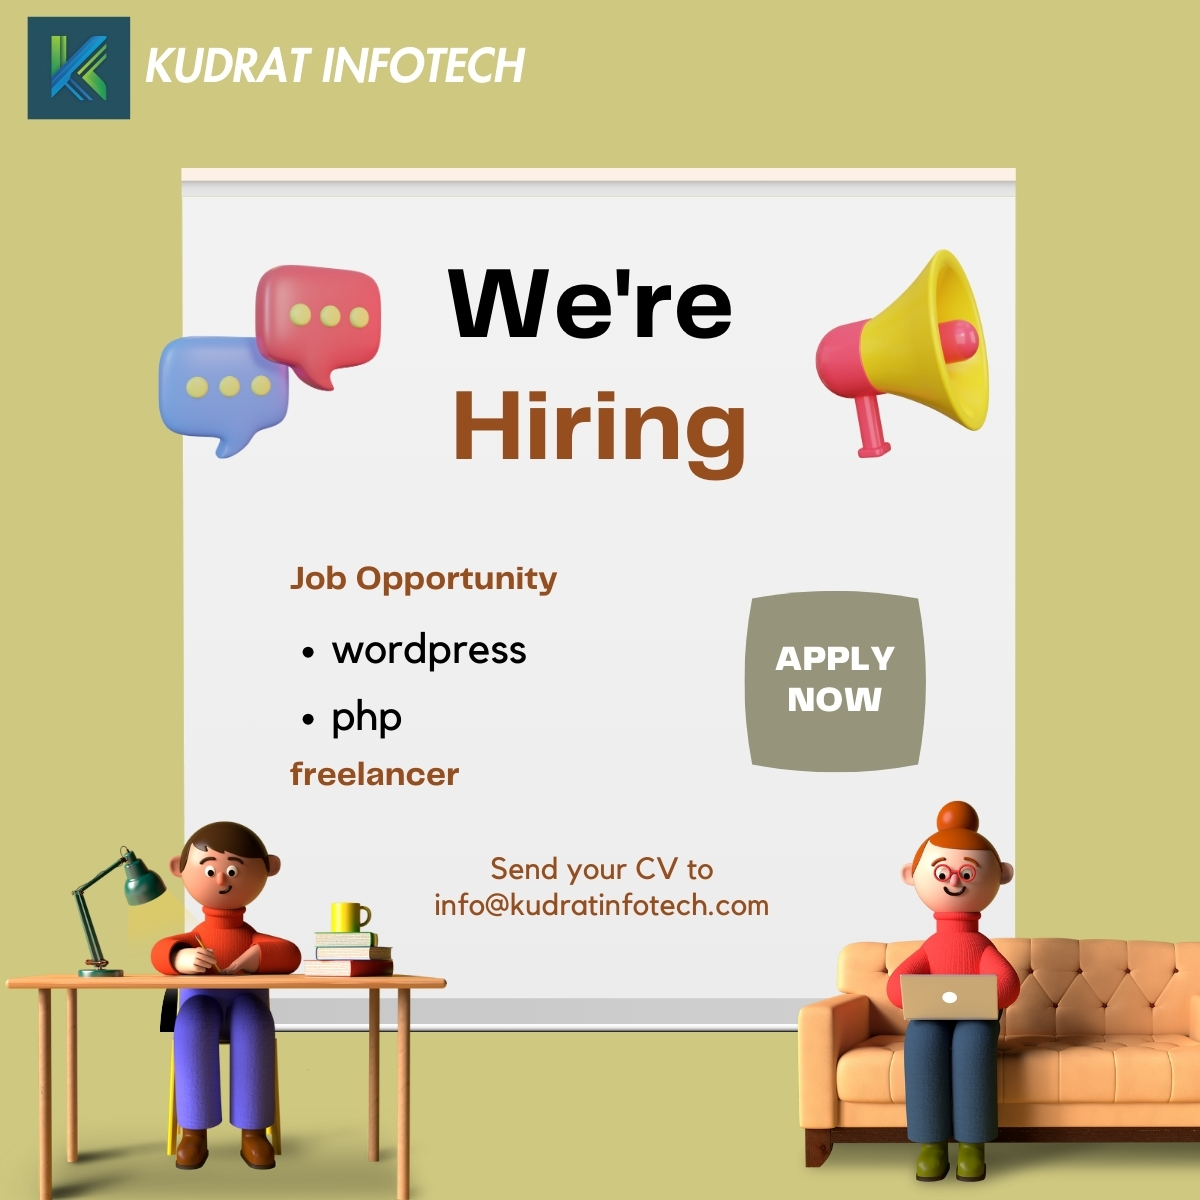 KUDRAT INFOTECH
We're
Hiring
Job Opportunity
• wordpress
• php
freelancer
APPLY
NOW
Send your CV to
info@kudratinfotech.com